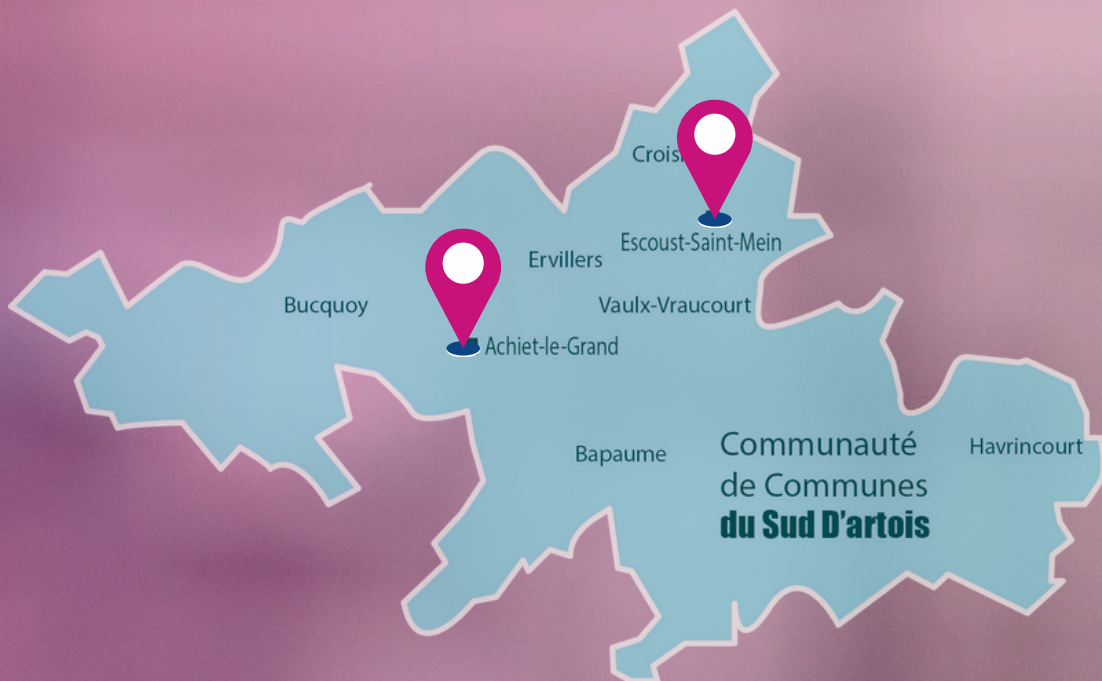 Escoust-Saint-Mein
Ervillers
Bucquoy
Vaulx-Vraucourt
Achiet-le-Grand
Bapaume
Communauté
de Communes
du Sud D'artois
Havrincourt